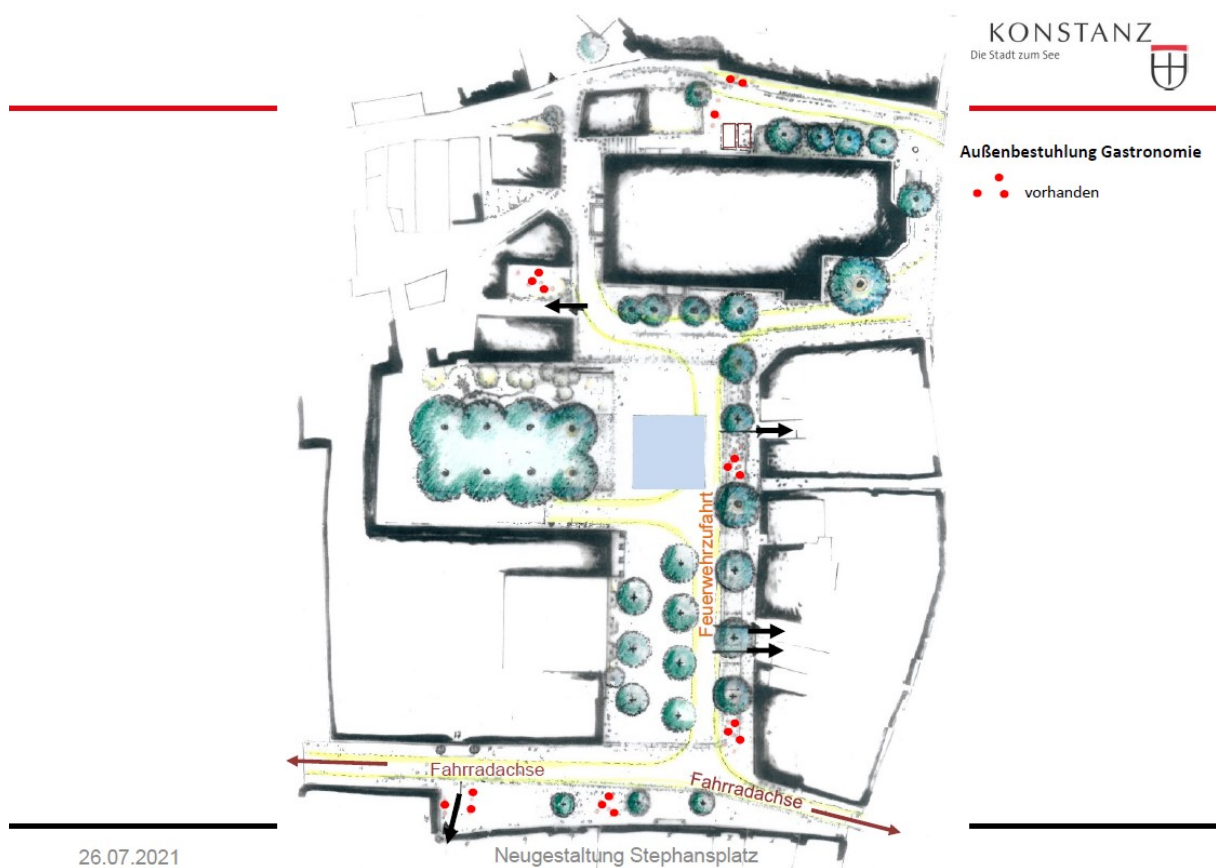 KONSTANZ
Die Stadt zum See
Außenbestuhlung Gastronomie
vorhanden
Feuerwehrzufahrt
Fahrradachse
Fahrradachse
26.07.2021
Neugestaltung Stephansplatz